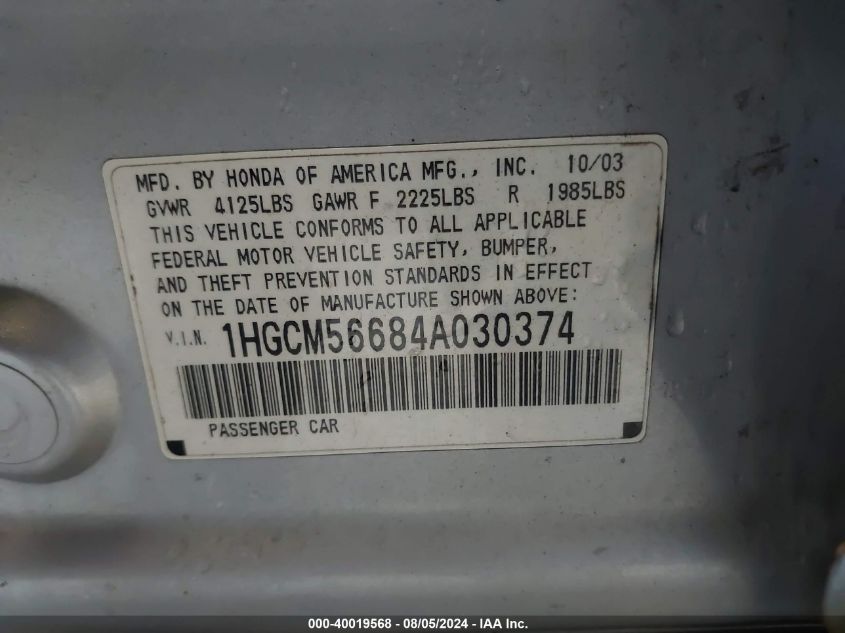 MFD. BY HONDA OF AMERICA MFG., INC. 10/03
GVWR 4125LBS GAWR F 2225LBS R 1985LBS
THIS VEHICLE CONFORMS TO ALL APPLICABLE
FEDERAL MOTOR VEHICLE SAFETY, BUMPER,
AND THEFT PREVENTION STANDARDS IN EFFECT
ON THE DATE OF MANUFACTURE SHOWN ABOVE:
V.I.N. 1HGCM56684A030374
PASSENGER CAR
000-40019568 - 08/05/2024 - IAA Inc.